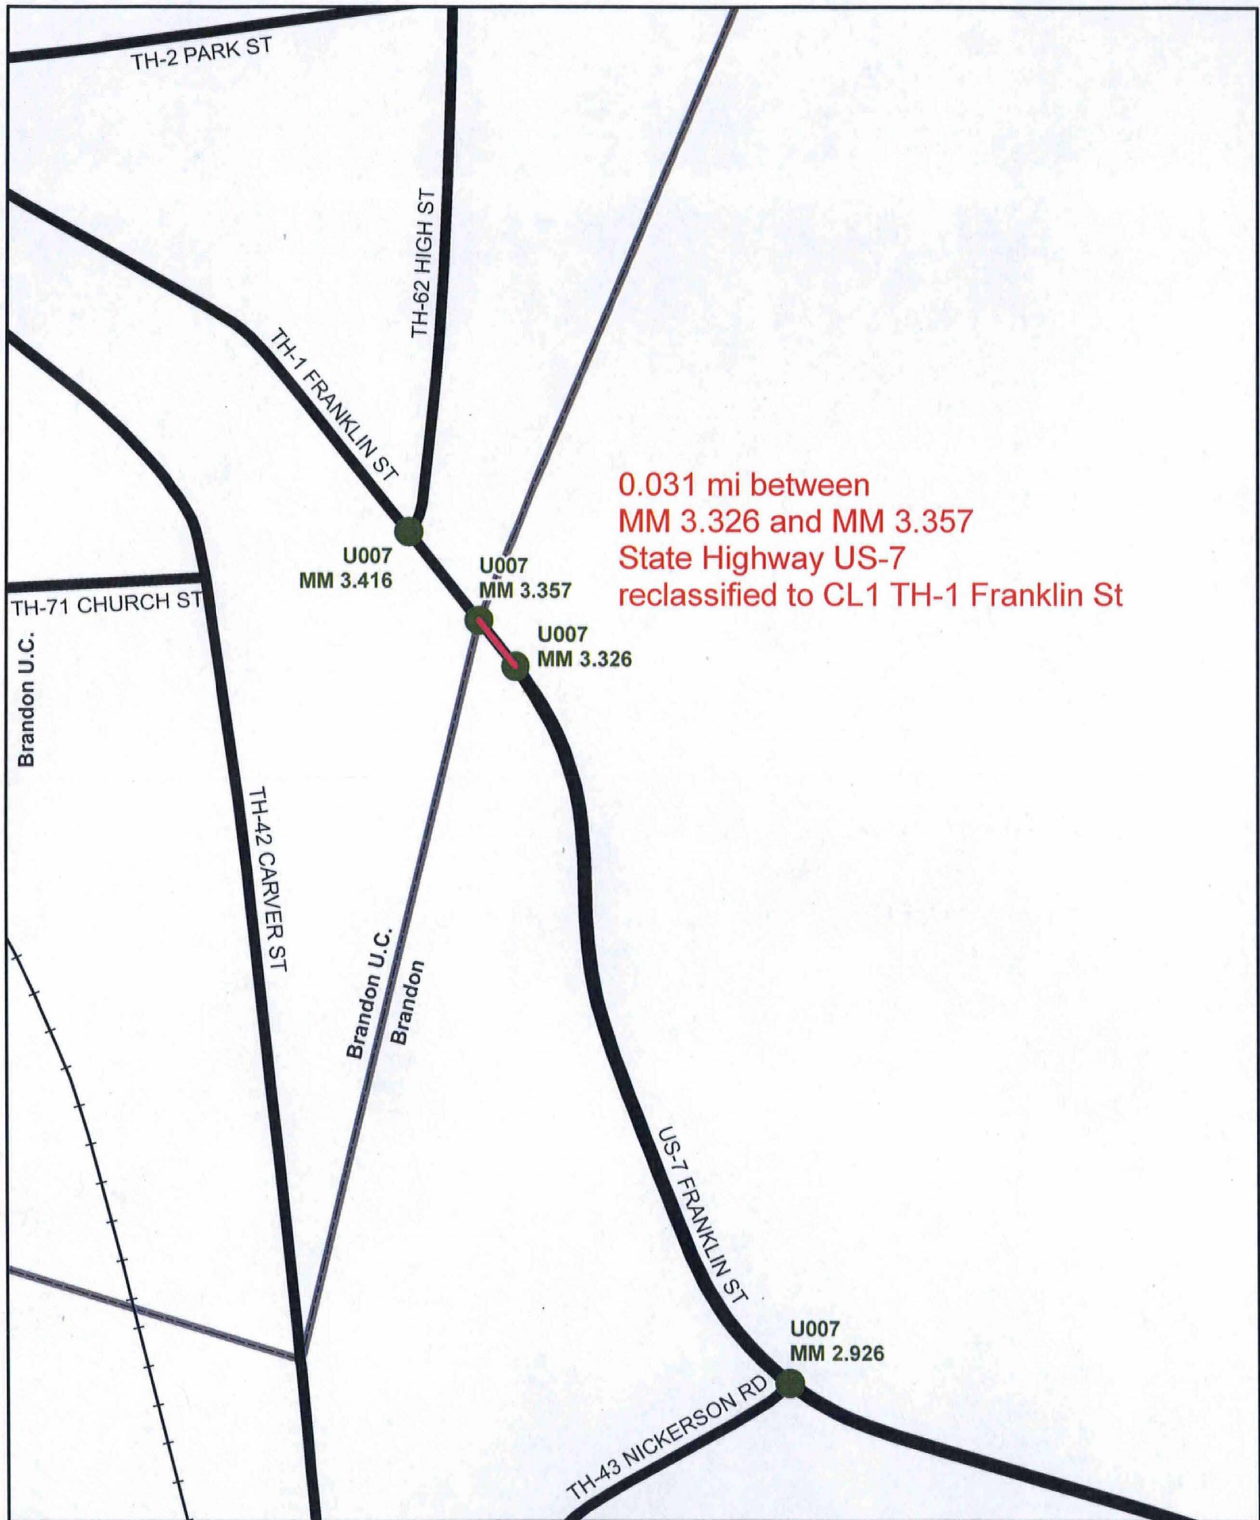 TH-2 PARK ST
TH-62 HIGH ST
TH-1 FRANKLIN ST
0.031 mi between
MM 3.326 and MM 3.357
State Highway US-7
reclassified to CL1 TH-1 Franklin St
U007
MM 3.416
U007
MM 3.357
U007
MM 3.326
TH-71 CHURCH ST
Brandon U.C.
TH-42 CARVER ST
Brandon U.C.
Brandon
US-7 FRANKLIN ST
U007
MM 2.926
TH-43 NICKERSON RD